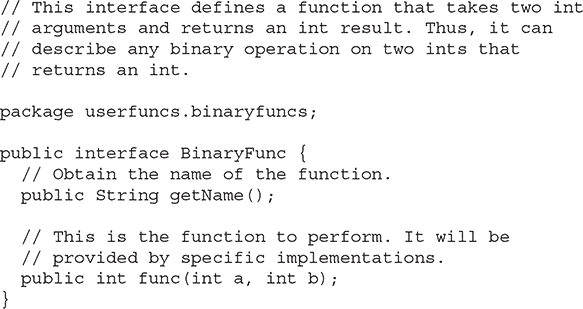 // This interface defines a function that takes two int
// arguments and returns an int result. Thus, it can
// describe any binary operation on two ints that
// returns an int.

package userfuncs.binaryfuncs;

public interface BinaryFunc {
  // Obtain the name of the function.
  public String getName();

  // This is the function to perform. It will be
  // provided by specific implementations.
  public int func(int a, int b);
}